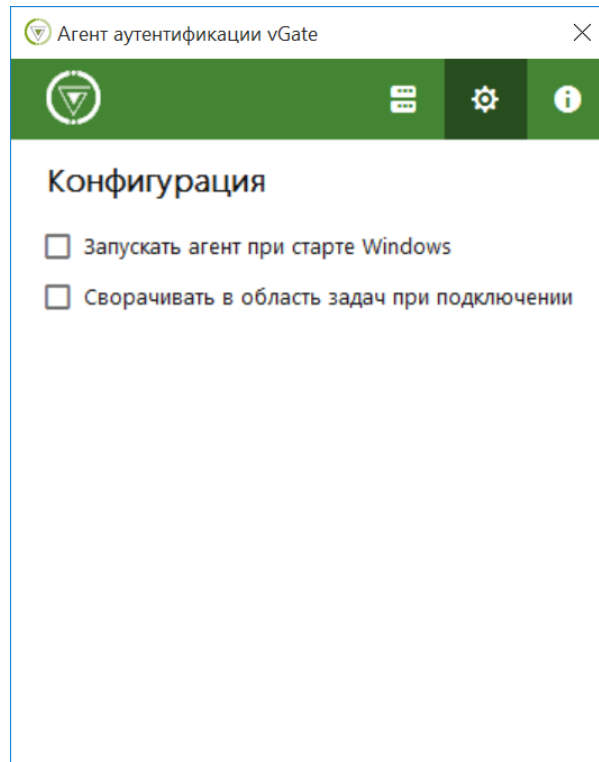 Агент аутентификации vGate
Конфигурация
Запускать агент при старте Windows
Сворачивать в область задач при подключении